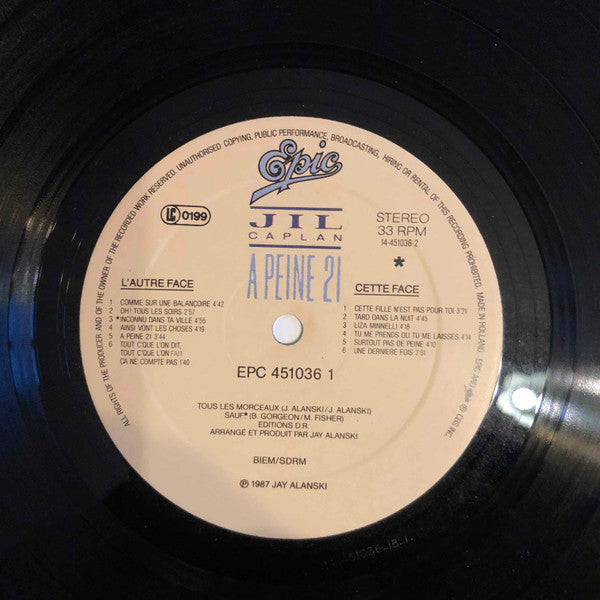 ALL RIGHTS OF THE PRODUCER AND OF THE OWNER OF THE RECORDED WORK RESERVED. UNAUTHORISED COPYING, PUBLIC PERFORMANCE, BROADCASTING, HIRING OR RENTAL OF THIS RECORDING PROHIBITED. MADE IN HOLLAND. EPIC ARE ® CBS INC.
Epic
LC 0199
JIL
CAPLAN
A PEINE 21
STEREO
33 RPM
14-451036-2
*
L'AUTRE FACE
1 COMME SUR UNE BALANÇOIRE 4'42
2 OH! TOUS LES SOIRS 2'57
3 *INCONNU DANS TA VILLE 4'55
4 AINSI VONT LES CHOSES 4'19
5 A PEINE 21 3'44
6 TOUT C'QUE L'ON DIT,
TOUT C'QUE L'ON FAIT
ÇA NE COMPTE PAS 1'40
CETTE FACE
1 CETTE FILLE N'EST PAS POUR TOI 3'21
2 TARD DANS LA NUIT 4'45
3 LIZA MINNELLI 4'18
4 TU ME PRENDS OU TU ME LAISSES 4'14
5 SURTOUT PAS DE PEINE 4'10
6 UNE DERNIERE FOIS 2'01
EPC 451036 1
TOUS LES MORCEAUX (J. ALANSKI/J. ALANSKI)
SAUF* (B. GORGEON/M. FISHER)
EDITIONS D.R.
ARRANGÉ ET PRODUIT PAR JAY ALANSKI
BIEM/SDRM
℗ 1987 JAY ALANSKI